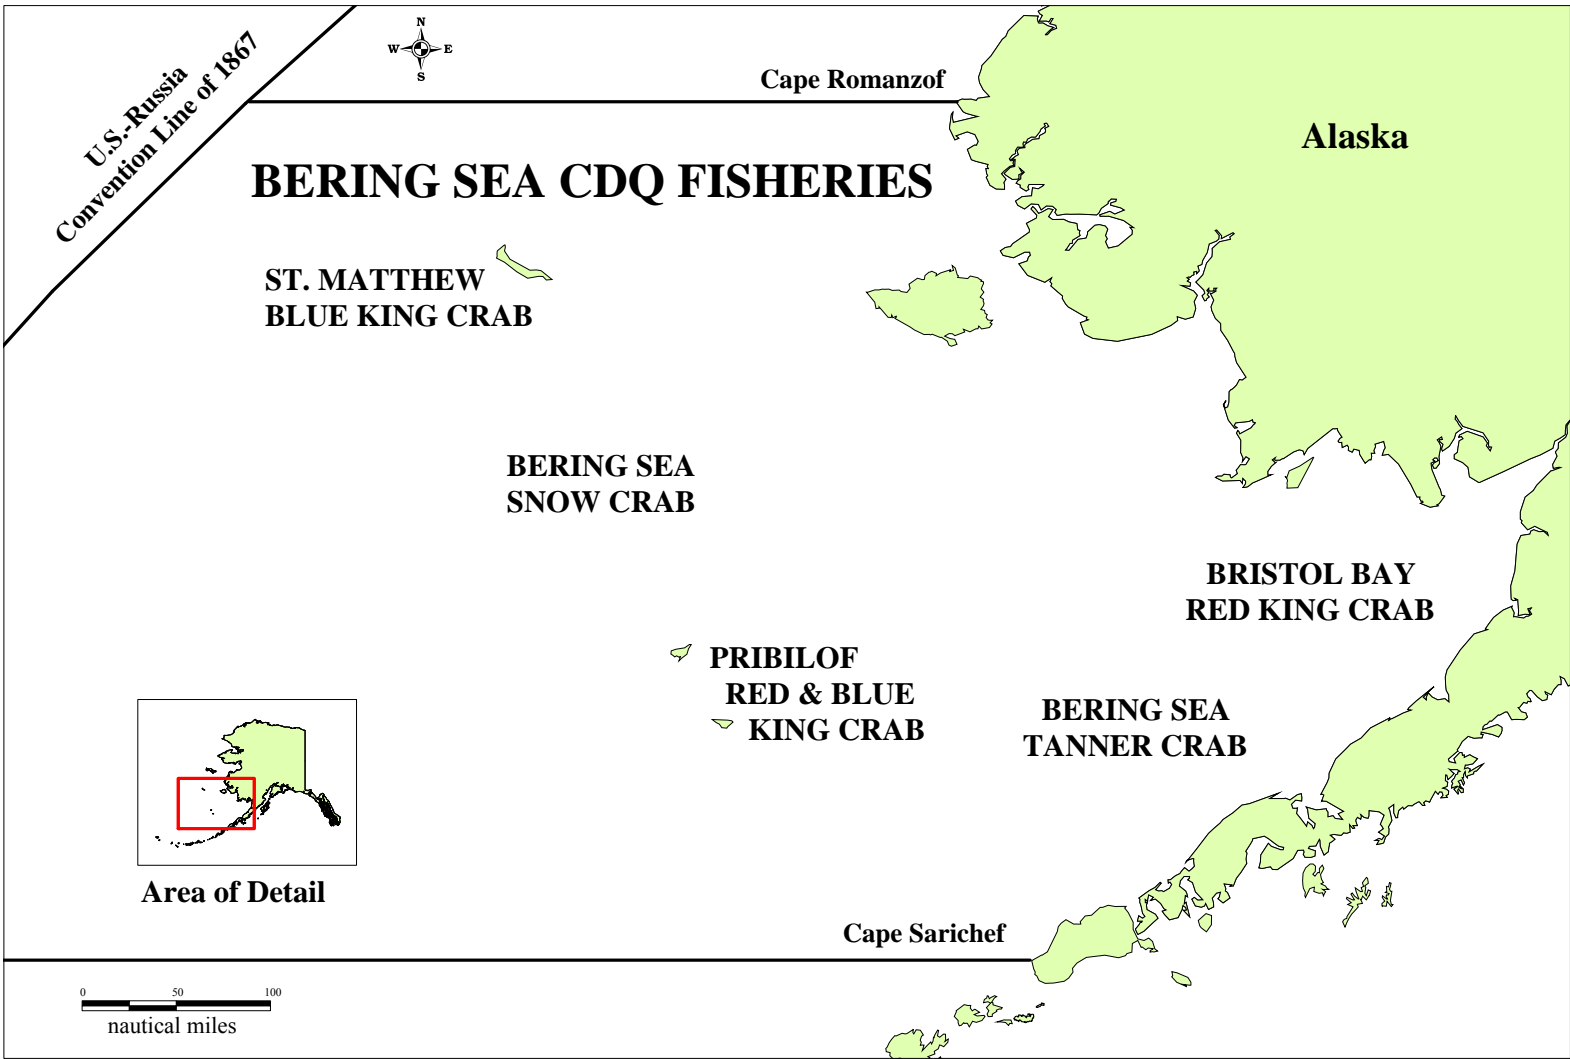 N
W E
S
U.S.-Russia
Convention Line of 1867
Cape Romanzof
Alaska
BERING SEA CDQ FISHERIES
ST. MATTHEW
BLUE KING CRAB
BERING SEA
SNOW CRAB
BRISTOL BAY
RED KING CRAB
PRIBILOF
RED & BLUE
KING CRAB
BERING SEA
TANNER CRAB
Area of Detail
Cape Sarichef
0 50 100
nautical miles